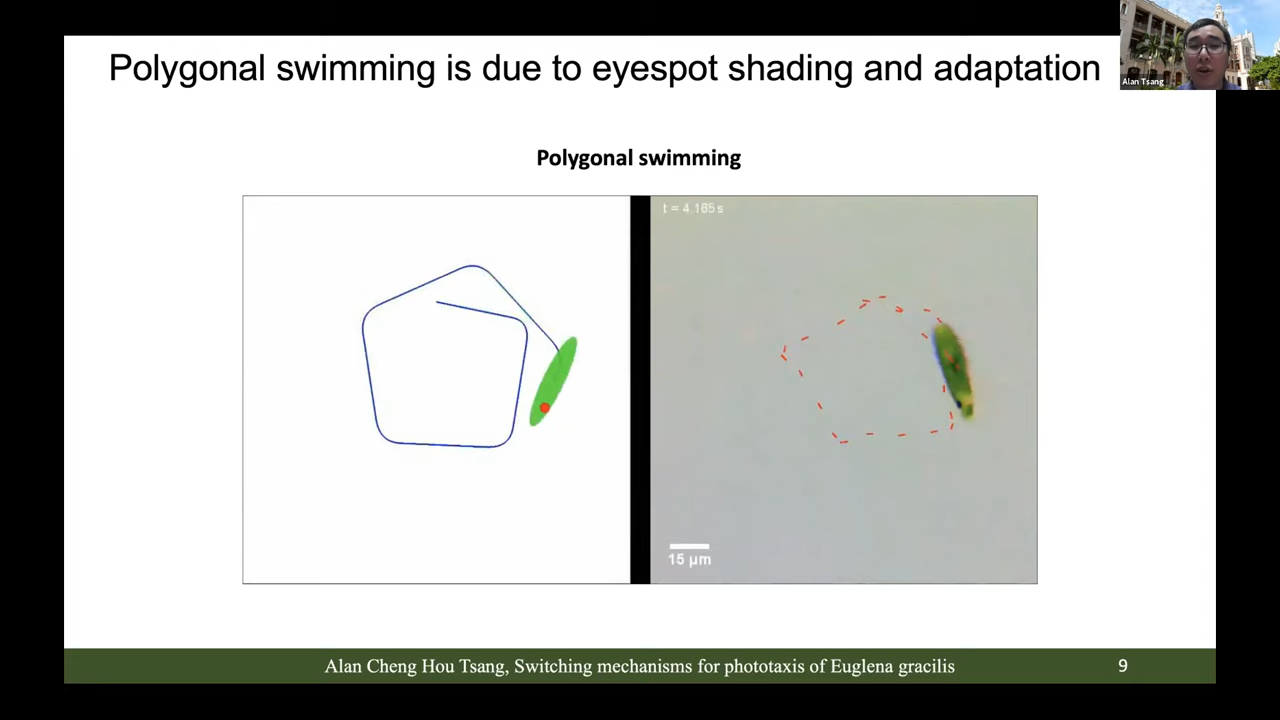 Polygonal swimming is due to eyespot shading and adaptation
Alan Tsang
Polygonal swimming
t = 4.165 s
15 μm
Alan Cheng Hou Tsang, Switching mechanisms for phototaxis of Euglena gracilis
9